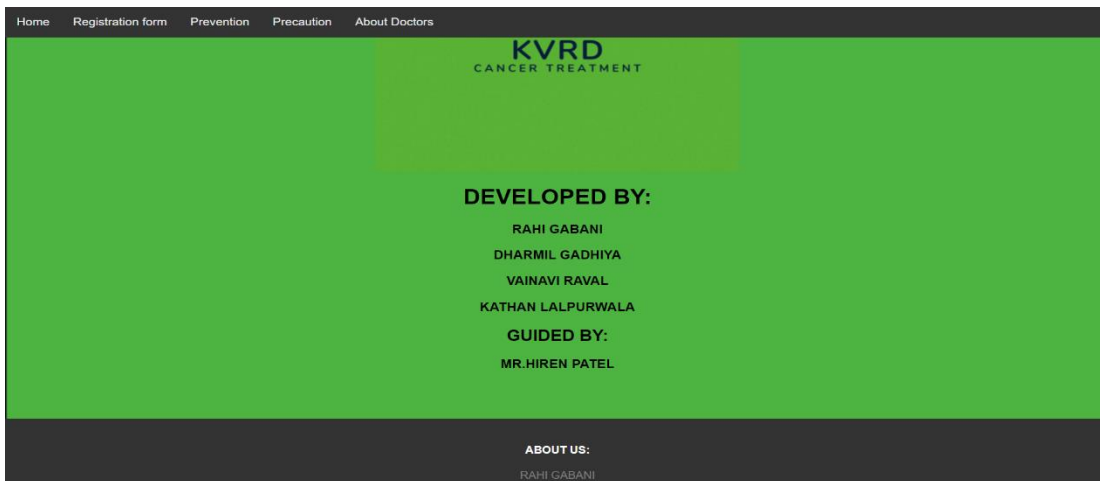 Home Registration form Prevention Precaution About Doctors
KVRD
CANCER TREATMENT
DEVELOPED BY:
RAHI GABANI
DHARMIL GADHIYA
VAINAVI RAVAL
KATHAN LALPURWALA
GUIDED BY:
MR.HIREN PATEL
ABOUT US:
RAHI GABANI